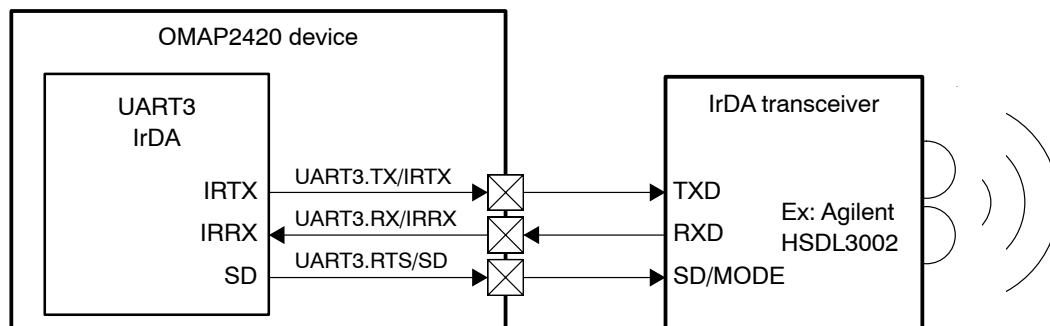 OMAP2420 device
UART3
IrDA
IrDA transceiver
IRTX
UART3.TX/IRTX
TXD
IRRX
UART3.RX/IRRX
RXD
SD
UART3.RTS/SD
SD/MODE
Ex: Agilent
HSDL3002